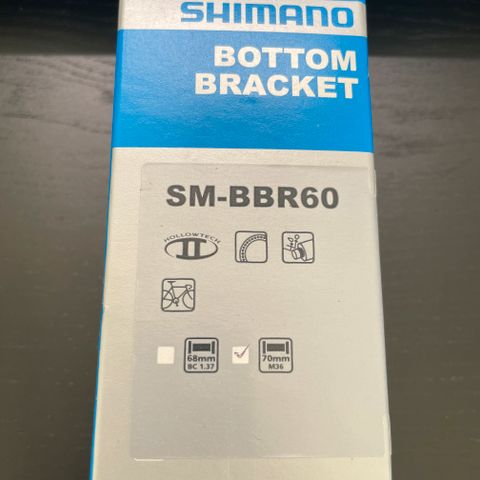 SHIMANO
BOTTOM
BRACKET
SM-BBR60
HOLLOWTECH
II
68mm
BC 1.37
70mm
M36